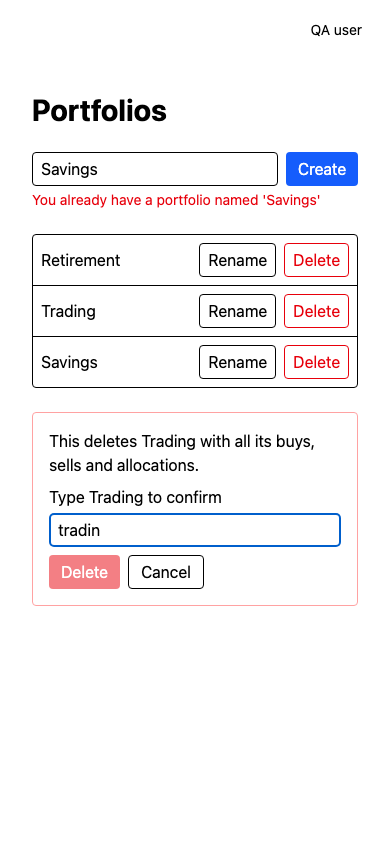 QA user
Portfolios
Savings Create
You already have a portfolio named 'Savings'
Retirement Rename Delete
Trading Rename Delete
Savings Rename Delete
This deletes Trading with all its buys,
sells and allocations.
Type Trading to confirm
tradin
Delete Cancel